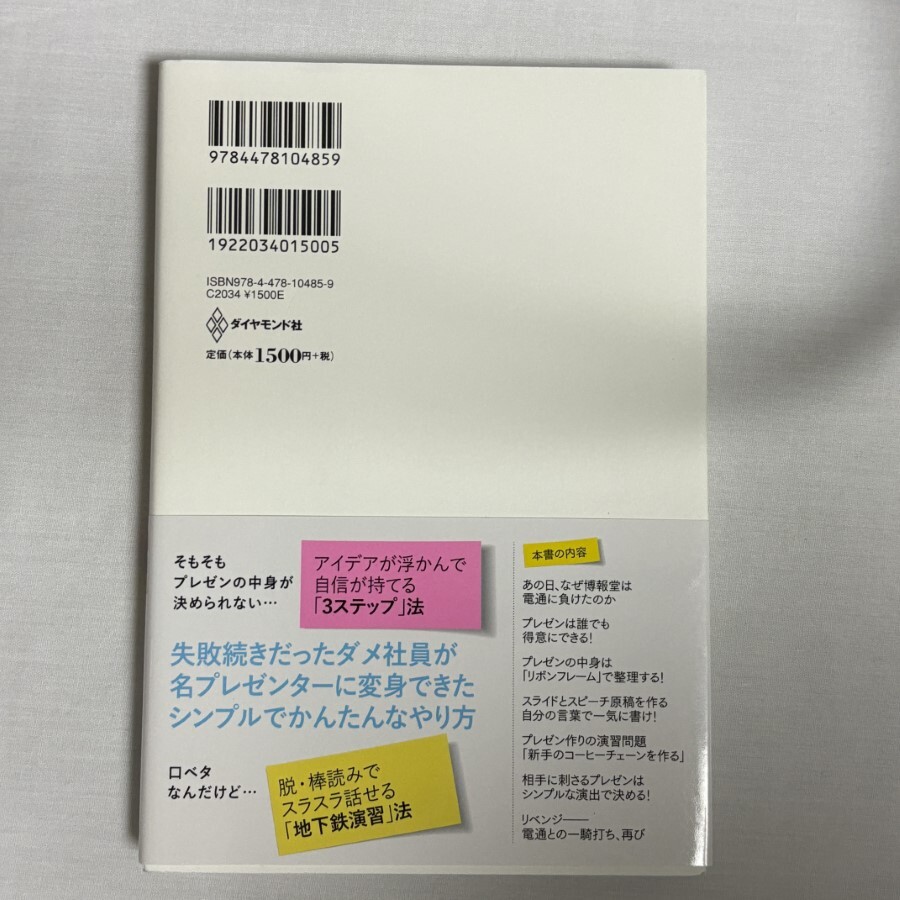 9784478104859
1922034015005
ISBN978-4-478-10485-9
C2034 ¥1500E
ダイヤモンド社
定価(本体1500円+税)
そもそも
プレゼンの中身が
決められない…
アイデアが浮かんで
自信が持てる
「3ステップ」法
失敗続きだったダメ社員が
名プレゼンターに変身できた
シンプルでかんたんなやり方
口ベタ
なんだけど…
脱・棒読みで
スラスラ話せる
「地下鉄演習」法
本書の内容
あの日、なぜ博報堂は
電通に負けたのか
プレゼンは誰でも
得意にできる!
プレゼンの中身は
「リボンフレーム」で整理する!
スライドとスピーチ原稿を作る
自分の言葉で一気に書け!
プレゼン作りの演習問題
「新手のコーヒーチェーンを作る」
相手に刺さるプレゼンは
シンプルな演出で決める!
リベンジ——
電通との一騎打ち、再び